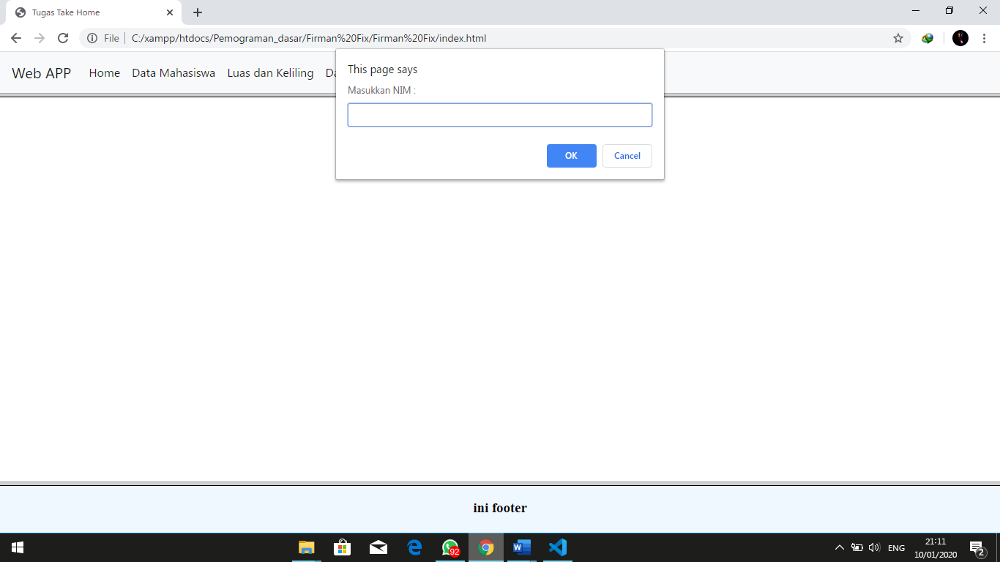 Tugas Take Home
File
C:/xampp/htdocs/Pemograman_dasar/Firman%20Fix/Firman%20Fix/index.html
Web APP Home Data Mahasiswa Luas dan Keliling Da
This page says
Masukkan NIM :
OK Cancel
ini footer
92
W
ENG
21:11
10/01/2020
2